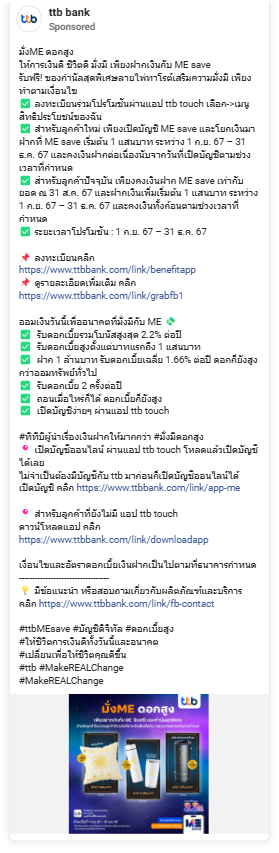 ttb bank
Sponsored
มั่งME ดอกสูง
ให้การเงินดี ชีวิตดี มั่งมี เพียงฝากเงินกับ ME save
รับฟรี! ของกำนัลสุดพิเศษลายไพ่ทาโรต์เสริมความมั่งมี เพียง
ทำตามเงื่อนไข
✅ ลงทะเบียนร่วมโปรโมชันผ่านแอป ttb touch เลือก->เมนู
สิทธิประโยชน์ของฉัน
✅ สำหรับลูกค้าใหม่ เพียงเปิดบัญชี ME save และโยกเงินมา
ฝากที่ ME save เริ่มต้น 1 แสนบาท ระหว่าง 1 ก.ย. 67 – 31
ธ.ค. 67 และคงเงินฝากต่อเนื่องนับจากวันที่เปิดบัญชีตามช่วง
เวลาที่กำหนด
✅ สำหรับลูกค้าปัจจุบัน เพียงคงเงินฝาก ME save เท่ากับ
ยอด ณ 31 ส.ค. 67 และฝากเงินเพิ่มเริ่มต้น 1 แสนบาท ระหว่าง
1 ก.ย. 67 – 31 ธ.ค. 67 และคงเงินทั้งก้อนตามช่วงเวลาที่
กำหนด
✅ ระยะเวลาโปรโมชัน : 1 ก.ย. 67 – 31 ธ.ค. 67
📌 ลงทะเบียนคลิก
https://www.ttbbank.com/link/benefitapp
📌 ดูรายละเอียดเพิ่มเติม คลิก
https://www.ttbbank.com/link/grabfb1
ออมเงินวันนี้เพื่ออนาคตที่มั่งมีกับ ME 💸
✅ รับดอกเบี้ยรวมโบนัสสูงสุด 2.2% ต่อปี
✅ รับดอกเบี้ยสูงตั้งแต่บาทแรกถึง 1 แสนบาท
✅ ฝาก 1 ล้านบาท รับดอกเบี้ยเฉลี่ย 1.66% ต่อปี ดอกก็ยังสูง
กว่าออมทรัพย์ทั่วไป
✅ รับดอกเบี้ย 2 ครั้งต่อปี
✅ ถอนเมื่อไหร่ก็ได้ ดอกเบี้ยก็ยังสูง
✅ เปิดบัญชีง่ายๆ ผ่านแอป ttb touch
#ทีทีบีผู้นำเรื่องเงินฝากให้มากกว่า #มั่งมีดอกสูง
📍 เปิดบัญชีออนไลน์ ผ่านแอป ttb touch โหลดแล้วเปิดบัญชี
ได้เลย
ไม่จำเป็นต้องมีบัญชีกับ ttb มาก่อนก็เปิดบัญชีออนไลน์ได้
เปิดบัญชี คลิก https://www.ttbbank.com/link/app-me
📍 สำหรับลูกค้าที่ยังไม่มี แอป ttb touch
ดาวน์โหลดแอป คลิก
https://www.ttbbank.com/link/downloadapp
เงื่อนไขและอัตราดอกเบี้ยเงินฝากเป็นไปตามที่ธนาคารกำหนด
----------------------------------
💡 มีข้อแนะนำ หรือสอบถามเกี่ยวกับผลิตภัณฑ์และบริการ
คลิก https://www.ttbbank.com/link/fb-contact
#ttbMEsave #บัญชีดิจิทัล #ดอกเบี้ยสูง
#ให้ชีวิตการเงินดีทั้งวันนี้และอนาคต
#เปลี่ยนเพื่อให้ชีวิตคุณดีขึ้น
#ttb #MakeREALChange
#MakeREALChange
ttb
มั่งME ดอกสูง